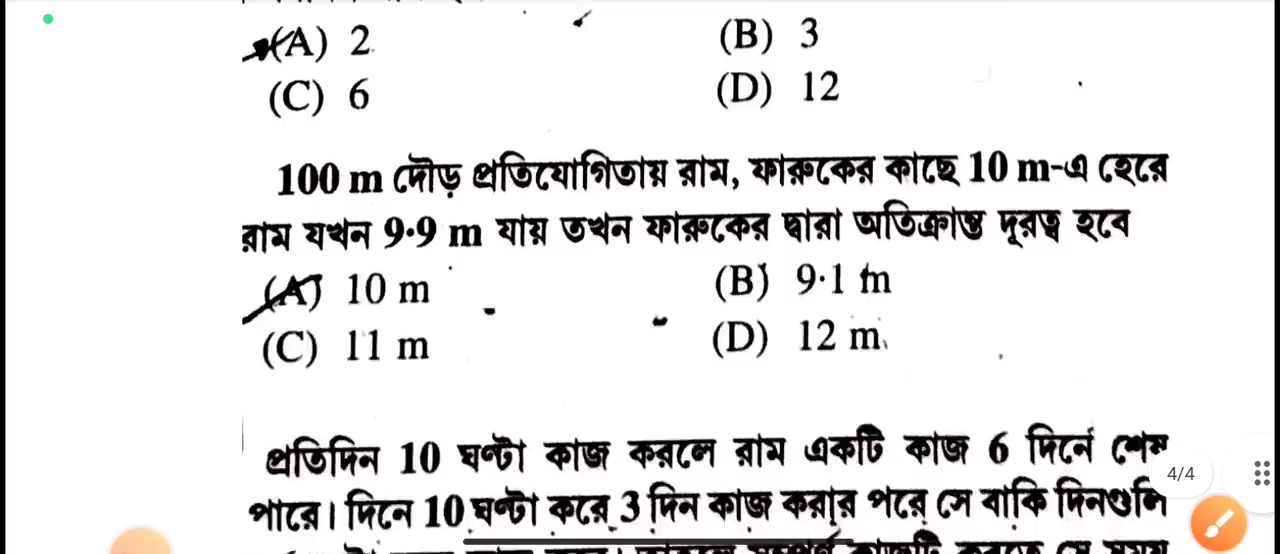 (A) 2
(B) 3
(C) 6
(D) 12
100 m দৌড় প্রতিযোগিতায় রাম, ফারুকের কাছে 10 m-এ হেরে
রাম যখন 9·9 m যায় তখন ফারুকের দ্বারা অতিক্রান্ত দূরত্ব হবে
(A) 10 m
(B) 9·1 m
(C) 11 m
(D) 12 m
প্রতিদিন 10 ঘণ্টা কাজ করলে রাম একটি কাজ 6 দিনে শেষ
4/4
পারে। দিনে 10 ঘণ্টা করে 3 দিন কাজ করার পরে সে বাকি দিনগুলি